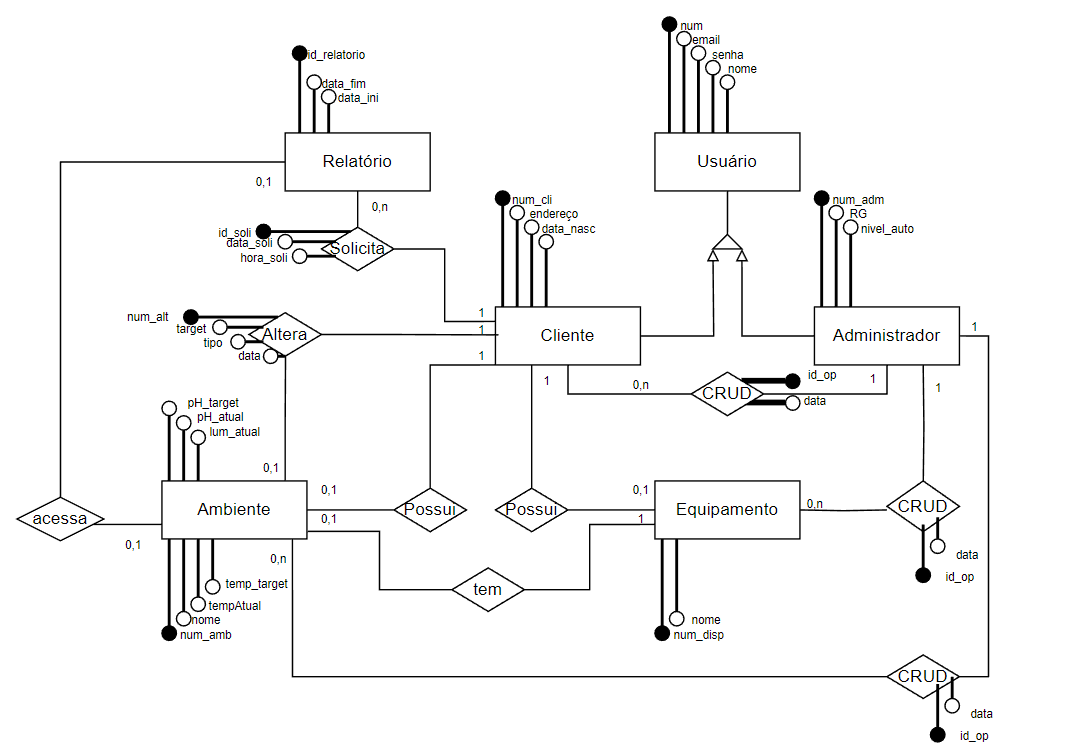 num
email
senha
nome
id_relatorio
data_fim
data_ini
Relatório
Usuário
0,1
0,n
num_cli
endereço
data_nasc
num_adm
RG
nivel_auto
id_soli
data_soli
hora_soli
Solicita
num_alt
target
tipo
data
Altera
1
1
1
Cliente
Administrador
1
1
0,n
CRUD
id_op
data
1
1
pH_target
pH_atual
lum_atual
0,1
Ambiente
0,1
0,1
Possui
Possui
0,1
1
Equipamento
0,n
CRUD
data
id_op
acessa
0,1
0,n
temp_target
tempAtual
nome
num_amb
tem
nome
num_disp
CRUD
data
id_op